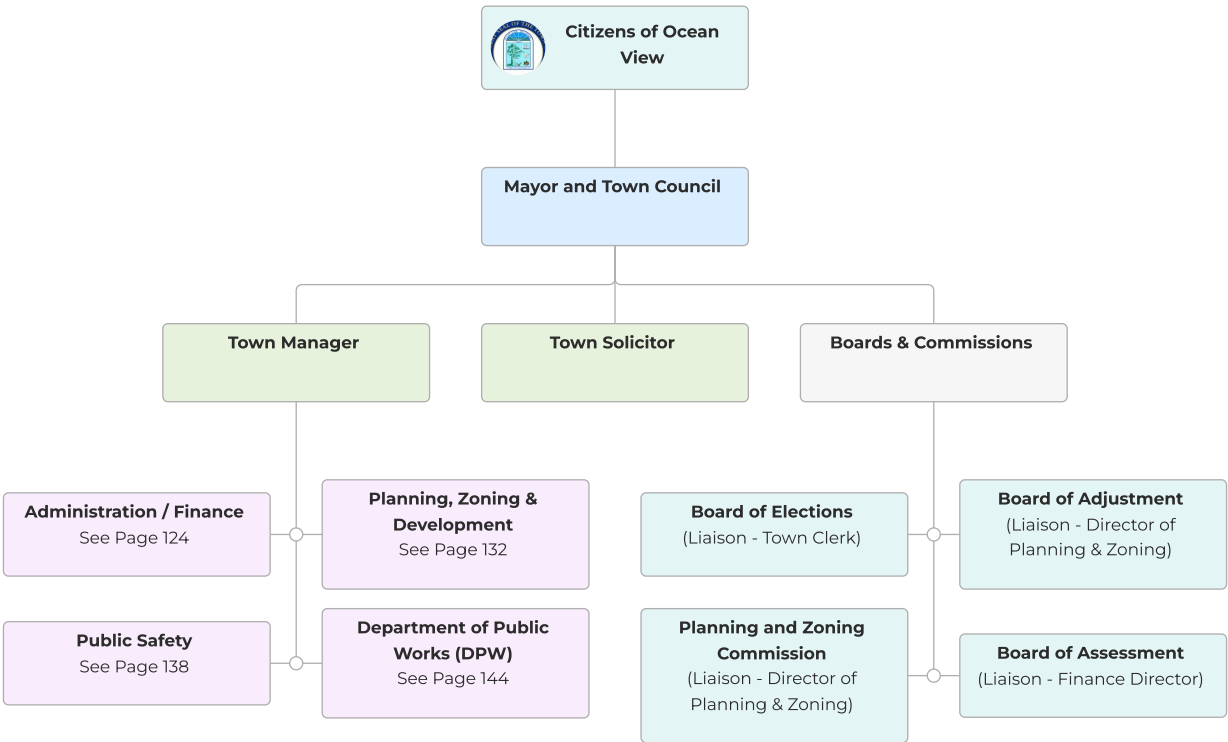 Citizens of Ocean
View
Mayor and Town Council
Town Manager
Town Solicitor
Boards & Commissions
Administration / Finance
See Page 124
Planning, Zoning &
Development
See Page 132
Board of Elections
(Liaison - Town Clerk)
Board of Adjustment
(Liaison - Director of
Planning & Zoning)
Public Safety
See Page 138
Department of Public
Works (DPW)
See Page 144
Planning and Zoning
Commission
(Liaison - Director of
Planning & Zoning)
Board of Assessment
(Liaison - Finance Director)